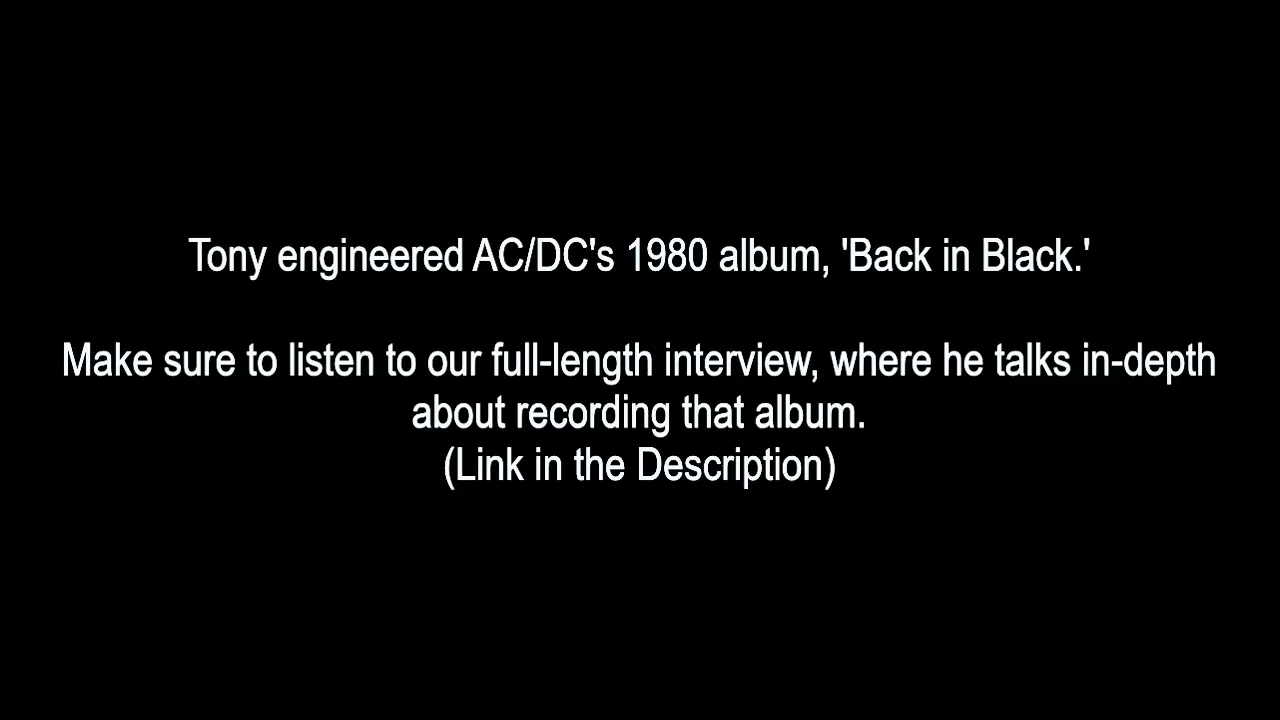 Tony engineered AC/DC's 1980 album, 'Back in Black.'
Make sure to listen to our full-length interview, where he talks in-depth
about recording that album.
(Link in the Description)